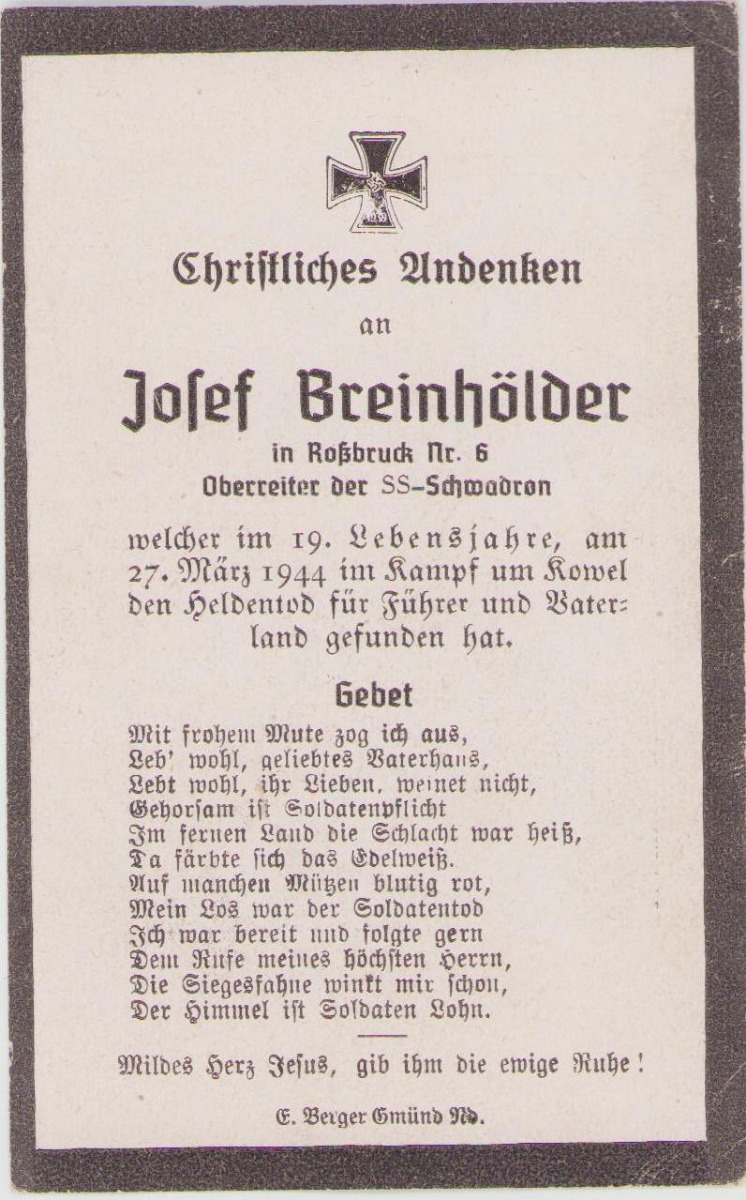 Christliches Andenken
an
Josef Breinhölder
in Roßbruck Nr. 6
Oberreiter der SS-Schwadron
welcher im 19. Lebensjahre, am
27. März 1944 im Kampf um Kowel
den Heldentod für Führer und Vater-
land gefunden hat.
Gebet
Mit frohem Mute zog ich aus,
Leb' wohl, geliebtes Vaterhaus,
Lebt wohl, ihr Lieben, weinet nicht,
Gehorsam ist Soldatenpflicht
Im fernen Land die Schlacht war heiß,
Da färbte sich das Edelweiß.
Auf manchen Mützen blutig rot,
Mein Los war der Soldatentod
Ich war bereit und folgte gern
Dem Rufe meines höchsten Herrn,
Die Siegesfahne winkt mir schon,
Der Himmel ist Soldaten Lohn.
Mildes Herz Jesus, gib ihm die ewige Ruhe!
E. Berger Gmünd Nd.